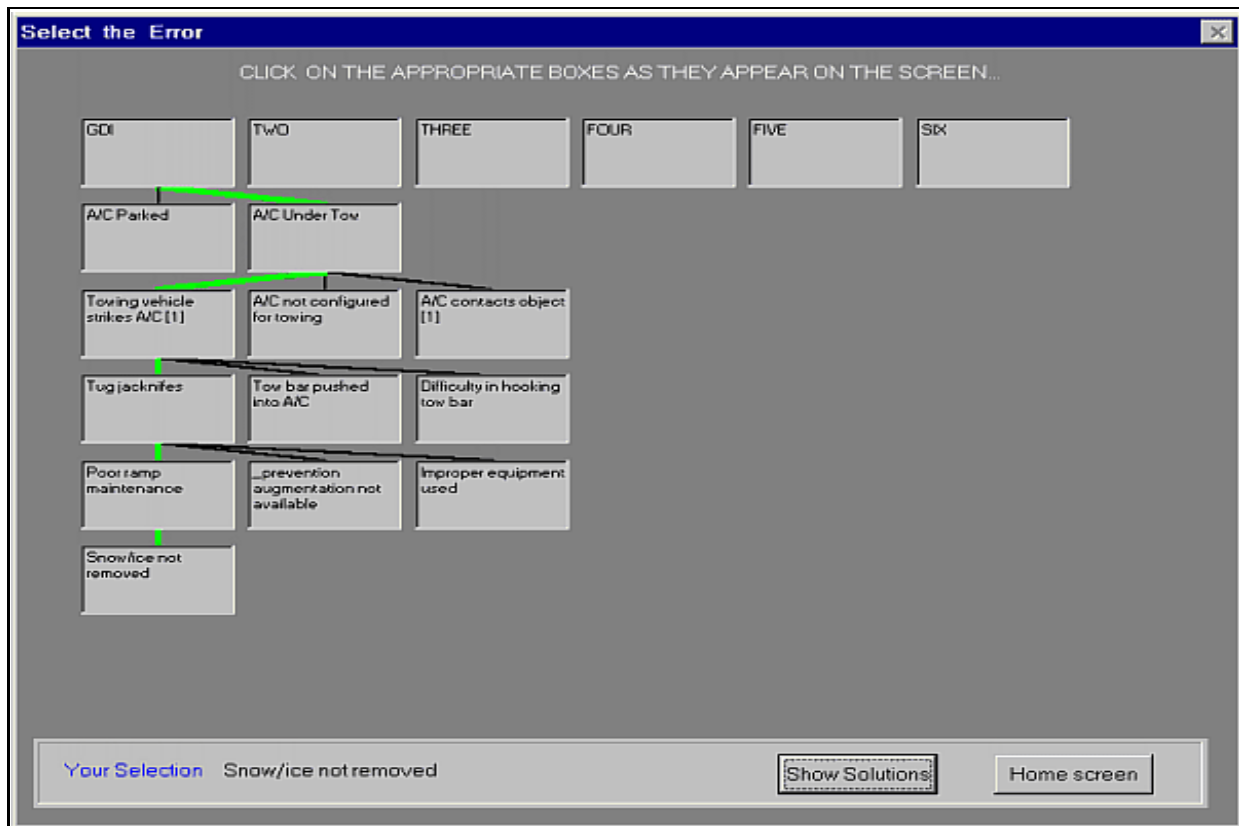 Select the Error
CLICK ON THE APPROPRIATE BOXES AS THEY APPEAR ON THE SCREEN...
GDI
TWO
THREE
FOUR
FIVE
SIX
A/C Parked
A/C Under Tow
Towing vehicle
strikes A/C [1]
A/C not configured
for towing
A/C contacts object
[1]
Tug jacknifes
Tow bar pushed
into A/C
Difficulty in hooking
tow bar
Poor ramp
maintenance
_prevention
augmentation not
available
Improper equipment
used
Snow/ice not
removed
Your Selection Snow/ice not removed
Show Solutions
Home screen